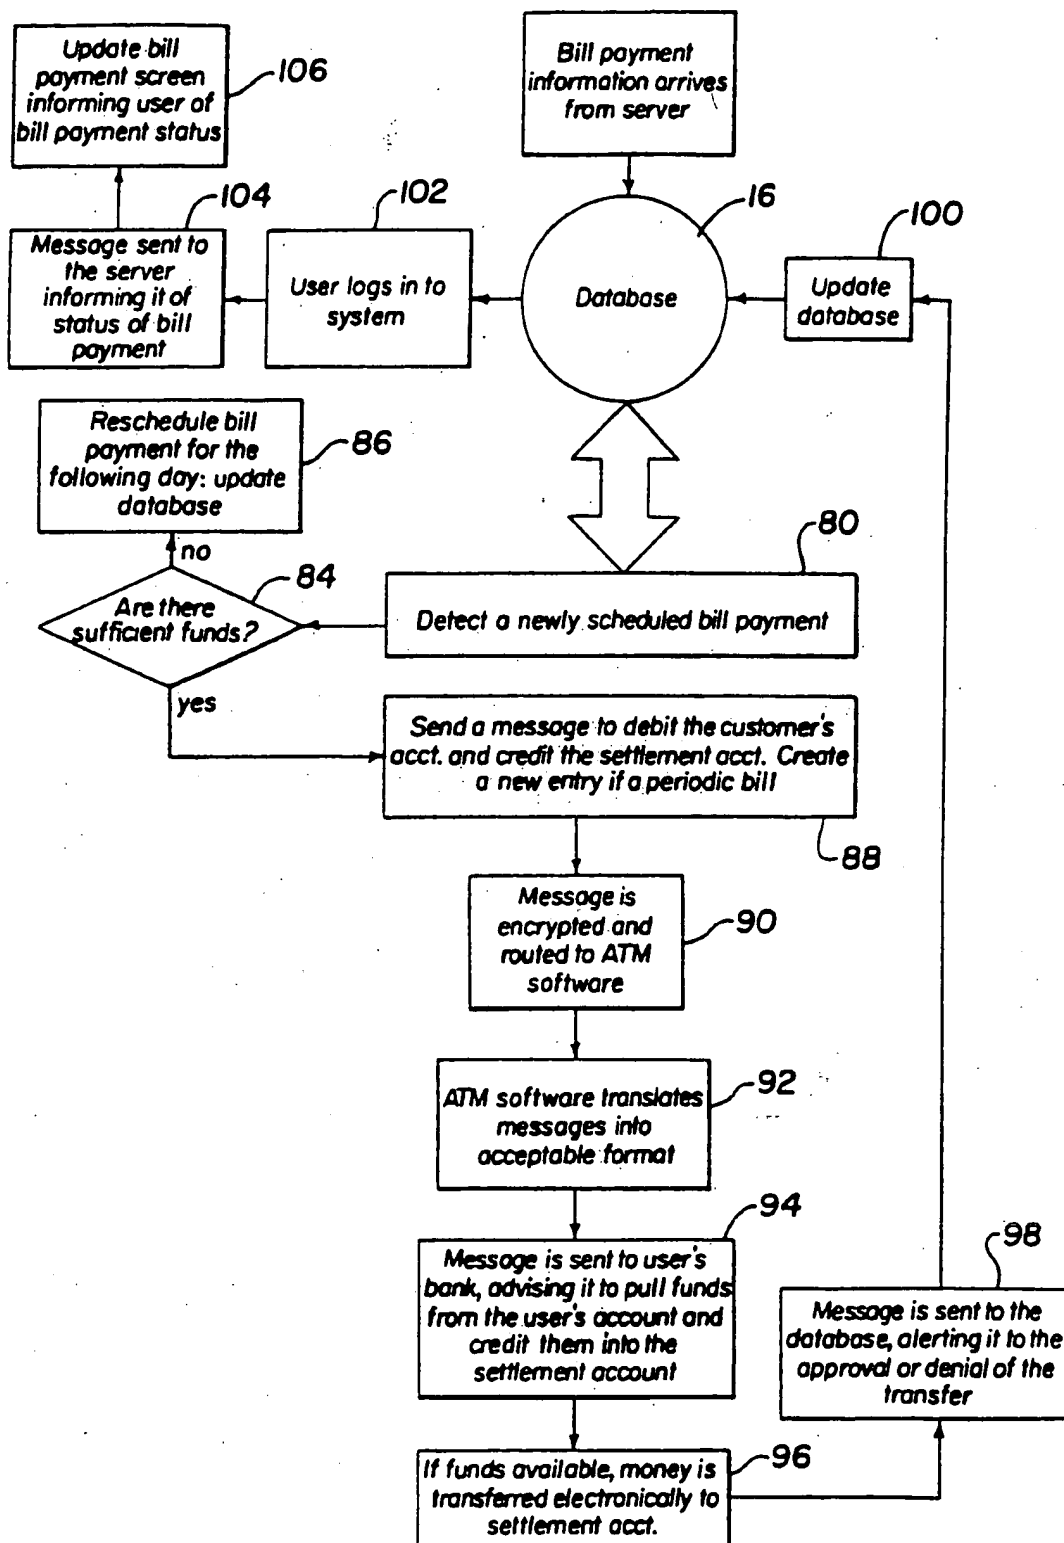 Update bill
payment screen
informing user of
bill payment status
106
Bill payment
information arrives
from server
104
102
16
100
Message sent to
the server
informing it of
status of bill
payment
User logs in to
system
Database
Update
database
Reschedule bill
payment for the
following day: update
database
86
no
84
80
Are there
sufficient funds?
Detect a newly scheduled bill payment
yes
Send a message to debit the customer's
acct. and credit the settlement acct. Create
a new entry if a periodic bill
88
Message is
encrypted and
routed to ATM
software
90
ATM software translates
messages into
acceptable format
92
94
Message is sent to user's
bank, advising it to pull funds
from the user's account and
credit them into the
settlement account
98
Message is sent to the
database, alerting it to the
approval or denial of the
transfer
If funds available, money is
transferred electronically to
settlement acct.
96